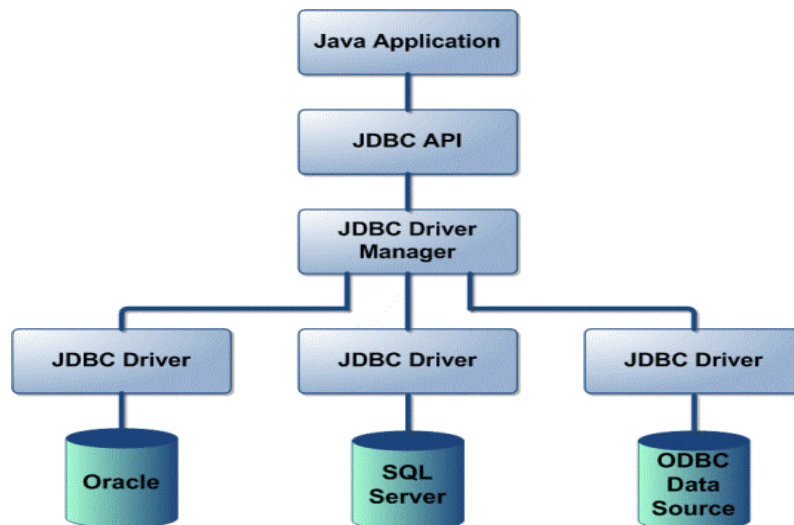 Java Application
JDBC API
JDBC Driver
Manager
JDBC Driver
JDBC Driver
JDBC Driver
Oracle
SQL
Server
ODBC
Data
Source